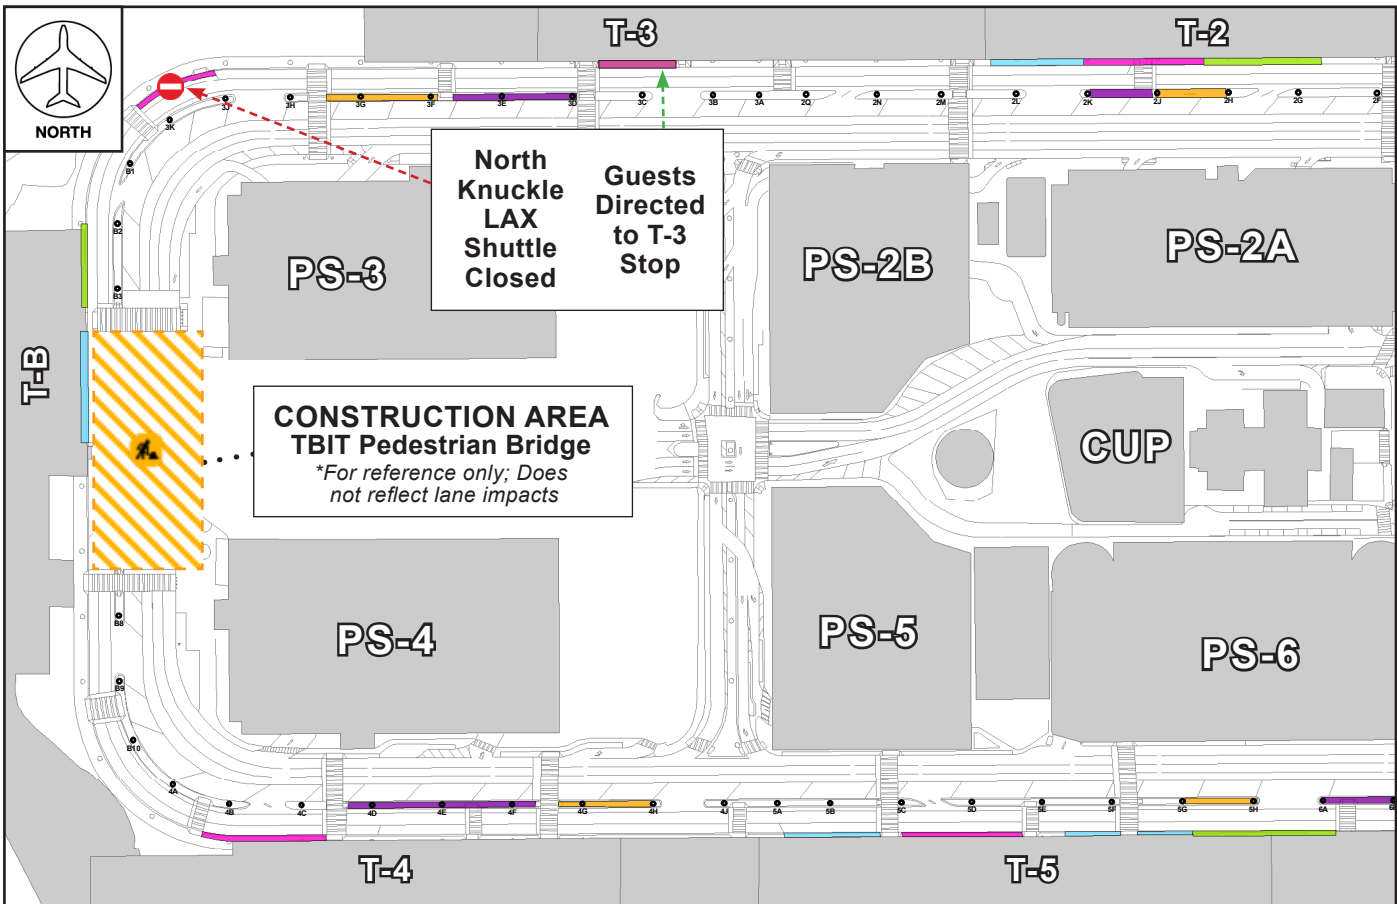 NORTH
T-3
T-2
3K
3J
3H
3G
3F
3E
3D
3C
3B
3A
2Q
2N
2M
2L
2K
2J
2H
2G
2F
B1
B2
B3
North
Knuckle
LAX
Shuttle
Closed
Guests
Directed
to T-3
Stop
PS-3
PS-2B
PS-2A
T-B
CONSTRUCTION AREA
TBIT Pedestrian Bridge
*For reference only; Does
not reflect lane impacts
CUP
PS-4
PS-5
PS-6
B8
B9
B10
4A
4B
4C
4D
4E
4F
4G
4H
4J
5A
5B
5C
5D
5E
5F
5G
5H
6A
T-4
T-5